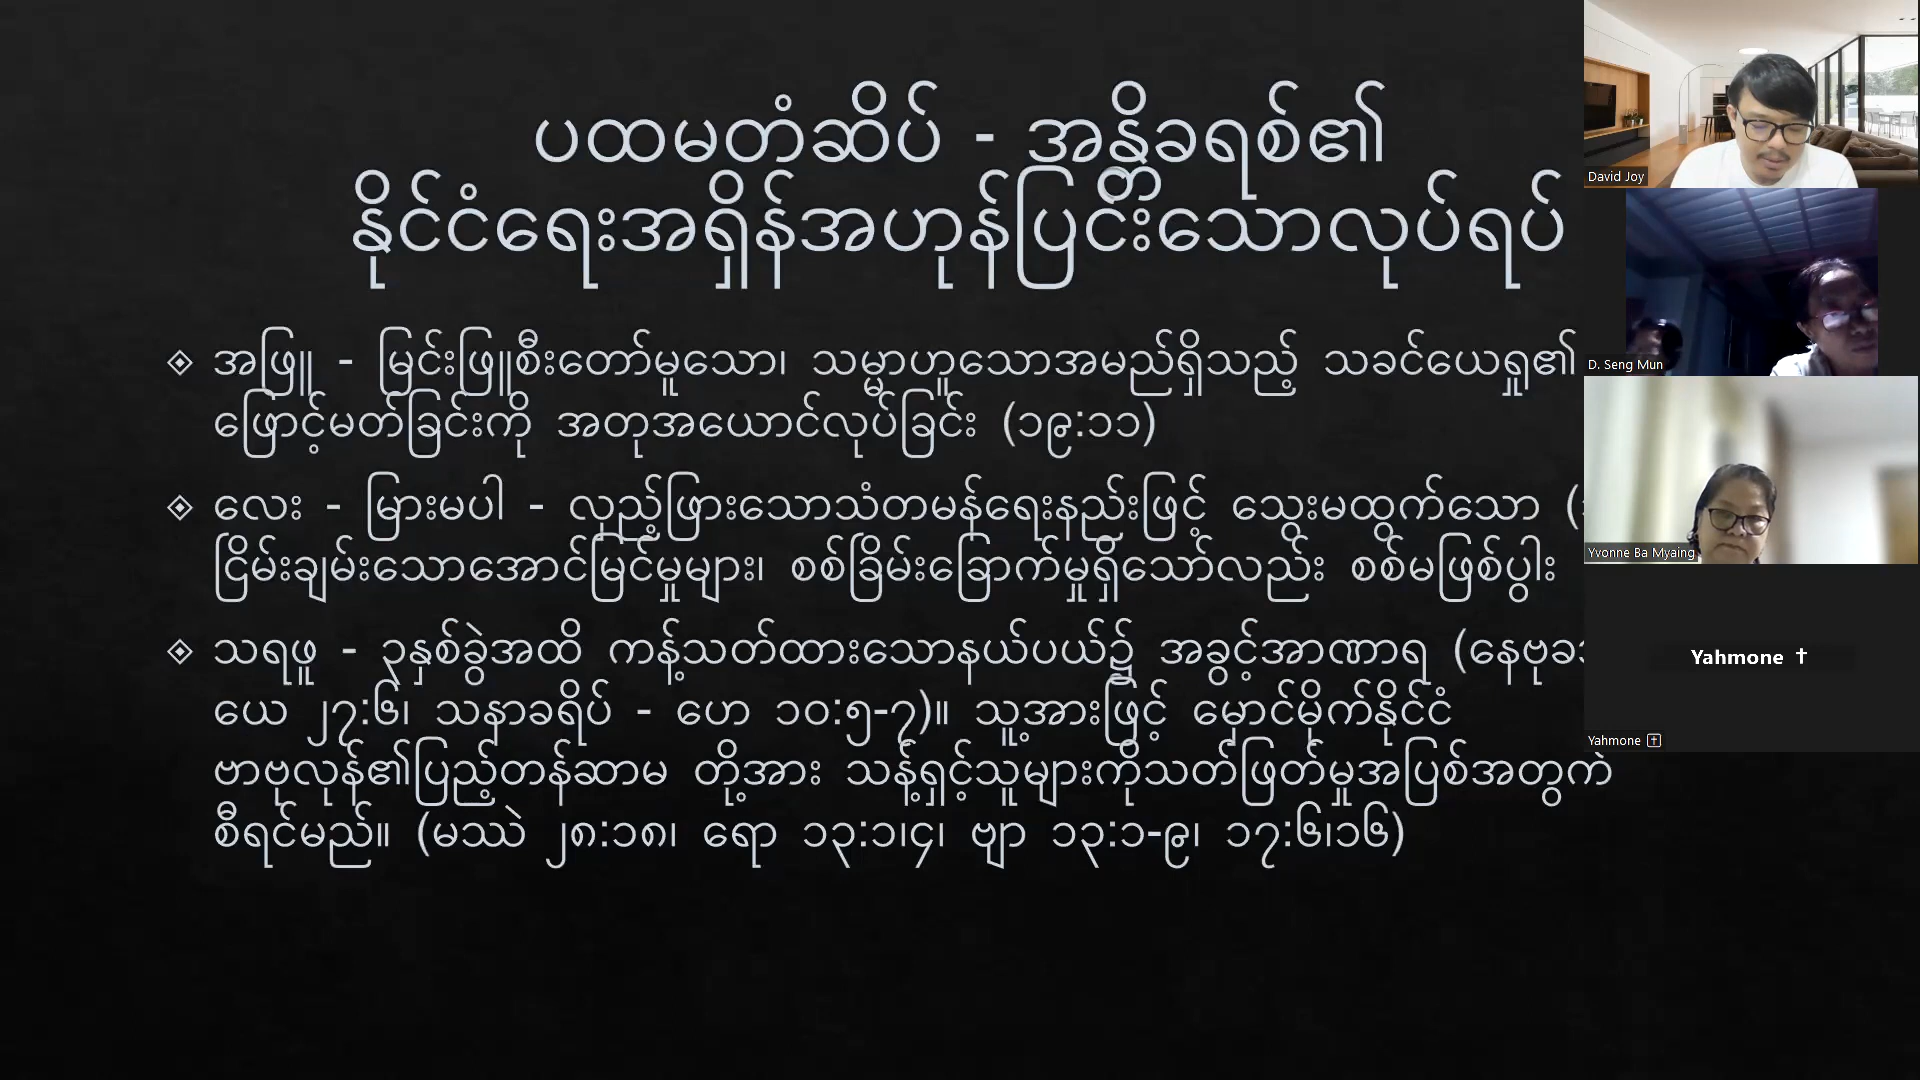 ပထမတံဆိပ် - အန္တိခရစ်၏
နိုင်ငံရေးအရှိန်အဟုန်ပြင်းသောလုပ်ရပ်
အဖြူ - မြင်းဖြူစီးတော်မူသော၊ သမ္မာဟူသောအမည်ရှိသည့် သခင်ယေရှု၏
ဖြောင့်မတ်ခြင်းကို အတုအယောင်လုပ်ခြင်း (၁၉:၁၁)
လေး - မြားမပါ - လှည့်ဖြားသောသံတမန်ရေးနည်းဖြင့် သွေးမထွက်သော (
ငြိမ်းချမ်းသောအောင်မြင်မှုများ၊ စစ်ခြိမ်းခြောက်မှုရှိသော်လည်း စစ်မဖြစ်ပွါး
သရဖူ - ၃နှစ်ခွဲအထိ ကန့်သတ်ထားသောနယ်ပယ်၌ အခွင့်အာဏာရ (နေဗုခ
ယေ ၂၇:၆၊ သနာခရိပ် - ဟေ ၁၀:၅-၇)။ သူ့အားဖြင့် မှောင်မိုက်နိုင်ငံ
ဗာဗုလုန်၏ပြည့်တန်ဆာမ တို့အား သန့်ရှင့်သူများကိုသတ်ဖြတ်မှုအပြစ်အတွက်
စီရင်မည်။ (မဿဲ ၂၈:၁၈၊ ရော ၁၃:၁၊၄၊ ဗျာ ၁၃:၁-၉၊ ၁၇:၆၊၁၆)
David Joy
D. Seng Mun
Yvonne Ba Myaing
Yahmone ✝
Yahmone ✝